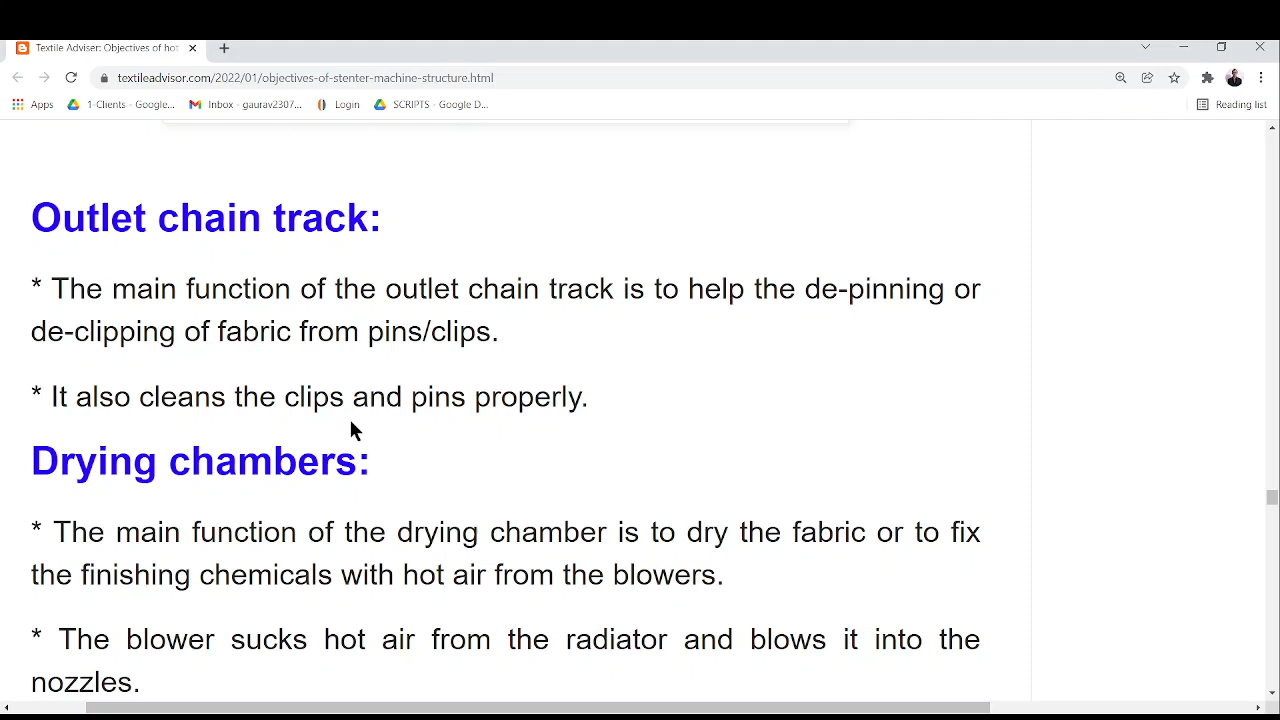 Textile Adviser: Objectives of hot
textileadvisor.com/2022/01/objectives-of-stenter-machine-structure.html
Apps 1-Clients - Google... Inbox - gaurav2307... Login SCRIPTS - Google D... Reading list
Outlet chain track:
* The main function of the outlet chain track is to help the de-pinning or
de-clipping of fabric from pins/clips.
* It also cleans the clips and pins properly.
Drying chambers:
* The main function of the drying chamber is to dry the fabric or to fix
the finishing chemicals with hot air from the blowers.
* The blower sucks hot air from the radiator and blows it into the
nozzles.